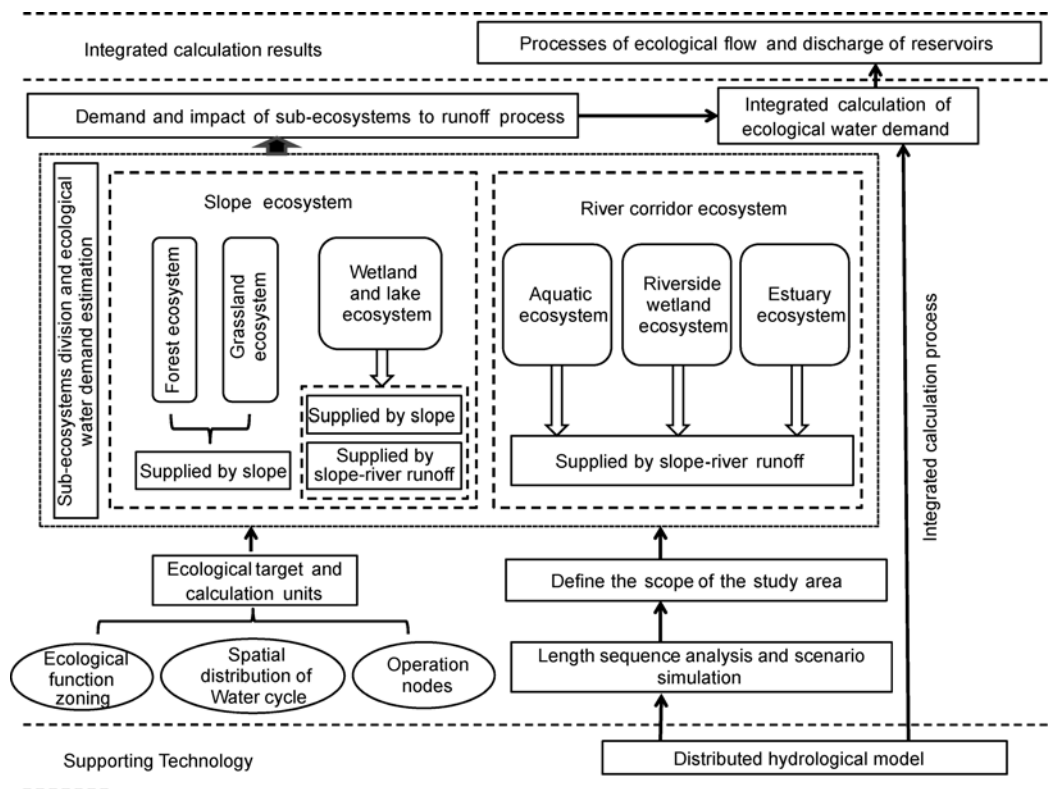 Integrated calculation results
Processes of ecological flow and discharge of reservoirs
Demand and impact of sub-ecosystems to runoff process
Integrated calculation of
ecological water demand
Sub-ecosystems division and ecological
water demand estimation
Slope ecosystem
Forest ecosystem
Grassland
ecosystem
Wetland
and lake
ecosystem
Supplied by slope
Supplied by slope
Supplied by
slope-river runoff
River corridor ecosystem
Aquatic
ecosystem
Riverside
wetland
ecosystem
Estuary
ecosystem
Supplied by slope-river runoff
Integrated calculation process
Ecological target and
calculation units
Ecological
function
zoning
Spatial
distribution of
Water cycle
Operation
nodes
Define the scope of the study area
Length sequence analysis and scenario
simulation
Supporting Technology
Distributed hydrological model